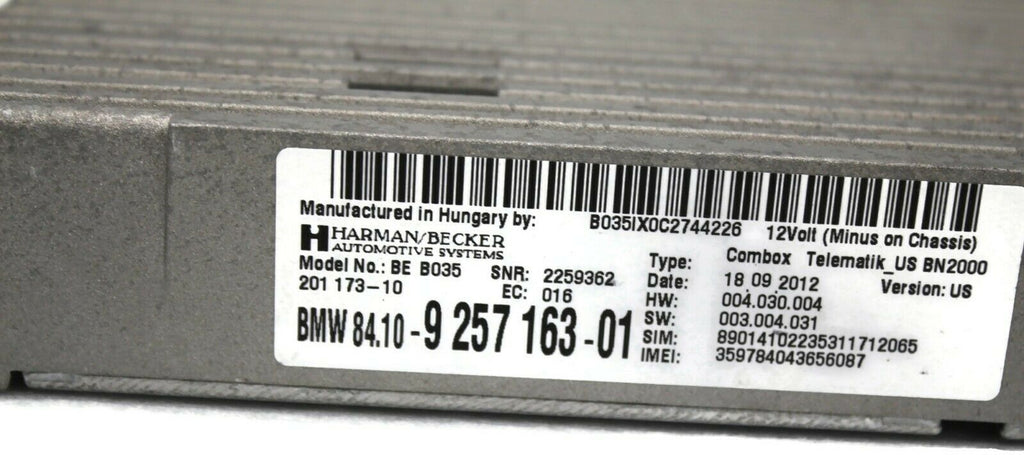 Manufactured in Hungary by: B035IX0C2744226 12Volt (Minus on Chassis)
HARMAN/BECKER
AUTOMOTIVE SYSTEMS
Model No.: BE B035 SNR: 2259362
201 173-10 EC: 016
BMW 84.10 - 9 257 163 - 01
Type: Combox Telematik_US BN2000
Date: 18.09.2012 Version: US
HW: 004.030.004
SW: 003.004.031
SIM: 89014102235311712065
IMEI: 359784043656087